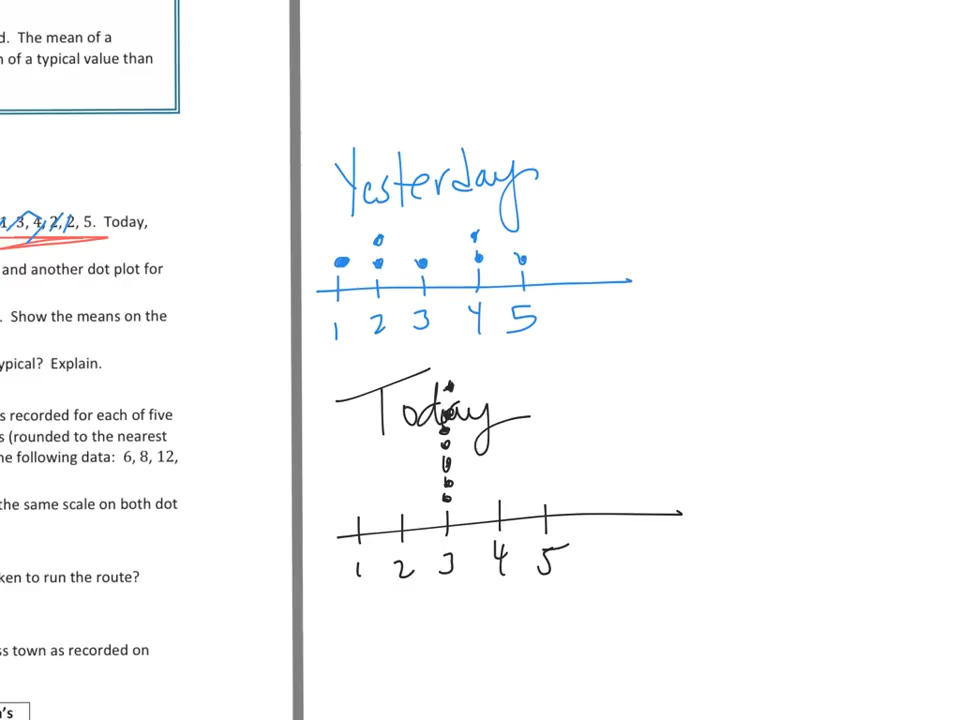 d. The mean of a
of a typical value than
1, 3, 4, 2, 2, 5. Today,
and another dot plot for
. Show the means on the
ypical? Explain.
s recorded for each of five
s (rounded to the nearest
he following data: 6, 8, 12,
the same scale on both dot
ken to run the route?
ss town as recorded on
n's
Yesterday
1 2 3 4 5
Today
1 2 3 4 5